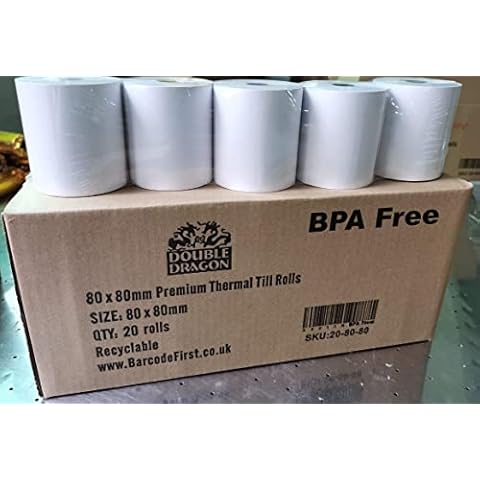 BPA Free
DOUBLE
DRAGON
80 x 80mm Premium Thermal Till Rolls
SIZE: 80 x 80mm
QTY: 20 rolls
Recyclable
www.BarcodeFirst.co.uk
SKU:20-80-80